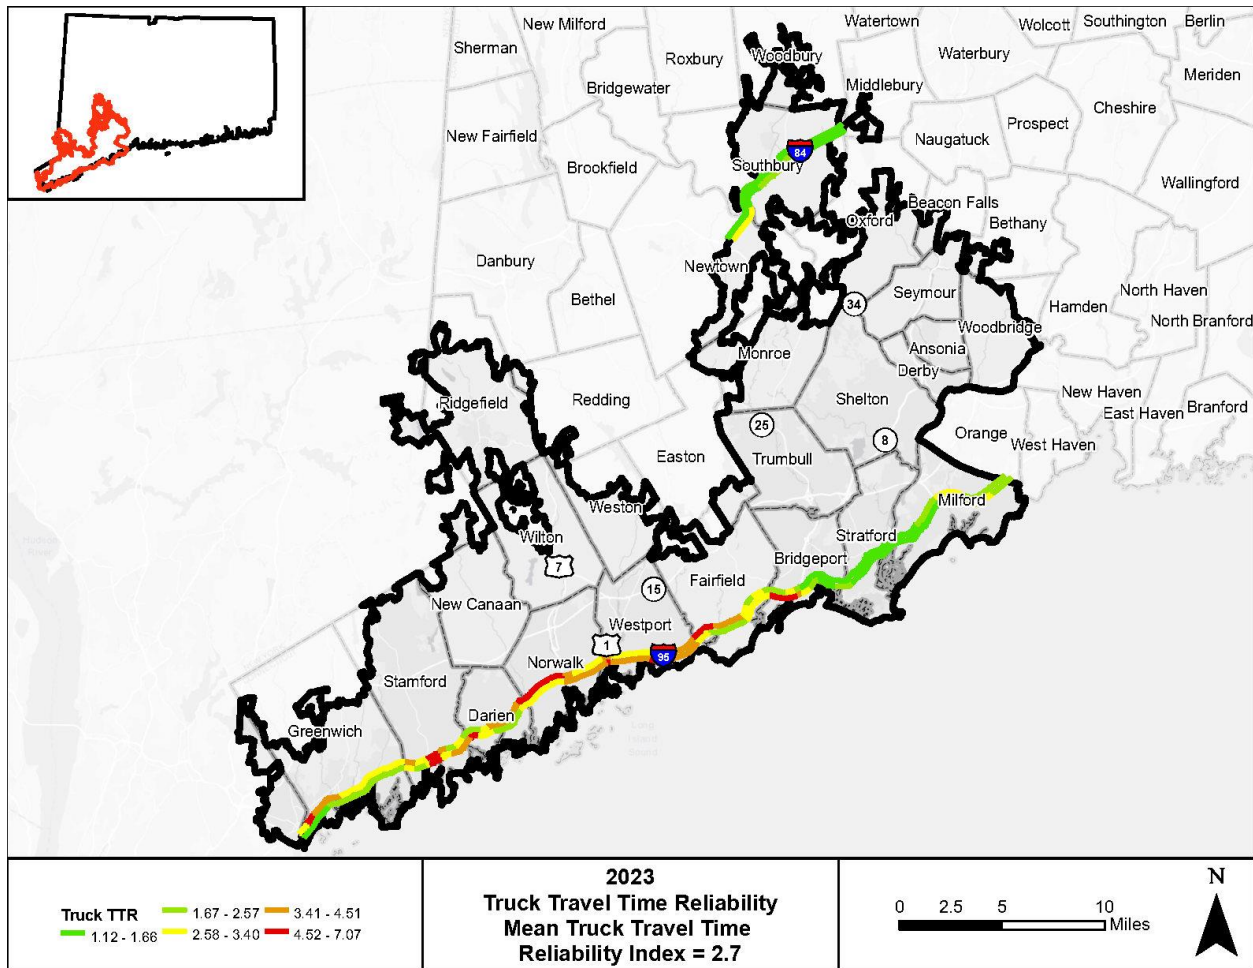 New Milford
Watertown
Wolcott
Southington
Berlin
Sherman
Roxbury
Woodbury
Waterbury
Bridgewater
Middlebury
Meriden
Cheshire
New Fairfield
Naugatuck
Prospect
84
Brookfield
Southbury
Wallingford
Beacon Falls
Oxford
Bethany
Danbury
Newtown
Bethel
34
Seymour
Hamden
North Haven
North Branford
Woodbridge
Monroe
Ansonia
Derby
Ridgefield
Redding
Shelton
New Haven
East Haven
Branford
25
8
Orange
West Haven
Easton
Trumbull
Milford
Weston
Wilton
Stratford
Bridgeport
7
15
Fairfield
New Canaan
Westport
1
95
Norwalk
Stamford
Darien
Greenwich
Hudson
River
Long
Island
Sound
Truck TTR
1.12 - 1.66
1.67 - 2.57
2.58 - 3.40
3.41 - 4.51
4.52 - 7.07
2023
Truck Travel Time Reliability
Mean Truck Travel Time
Reliability Index = 2.7
0 2.5 5 10
Miles
N